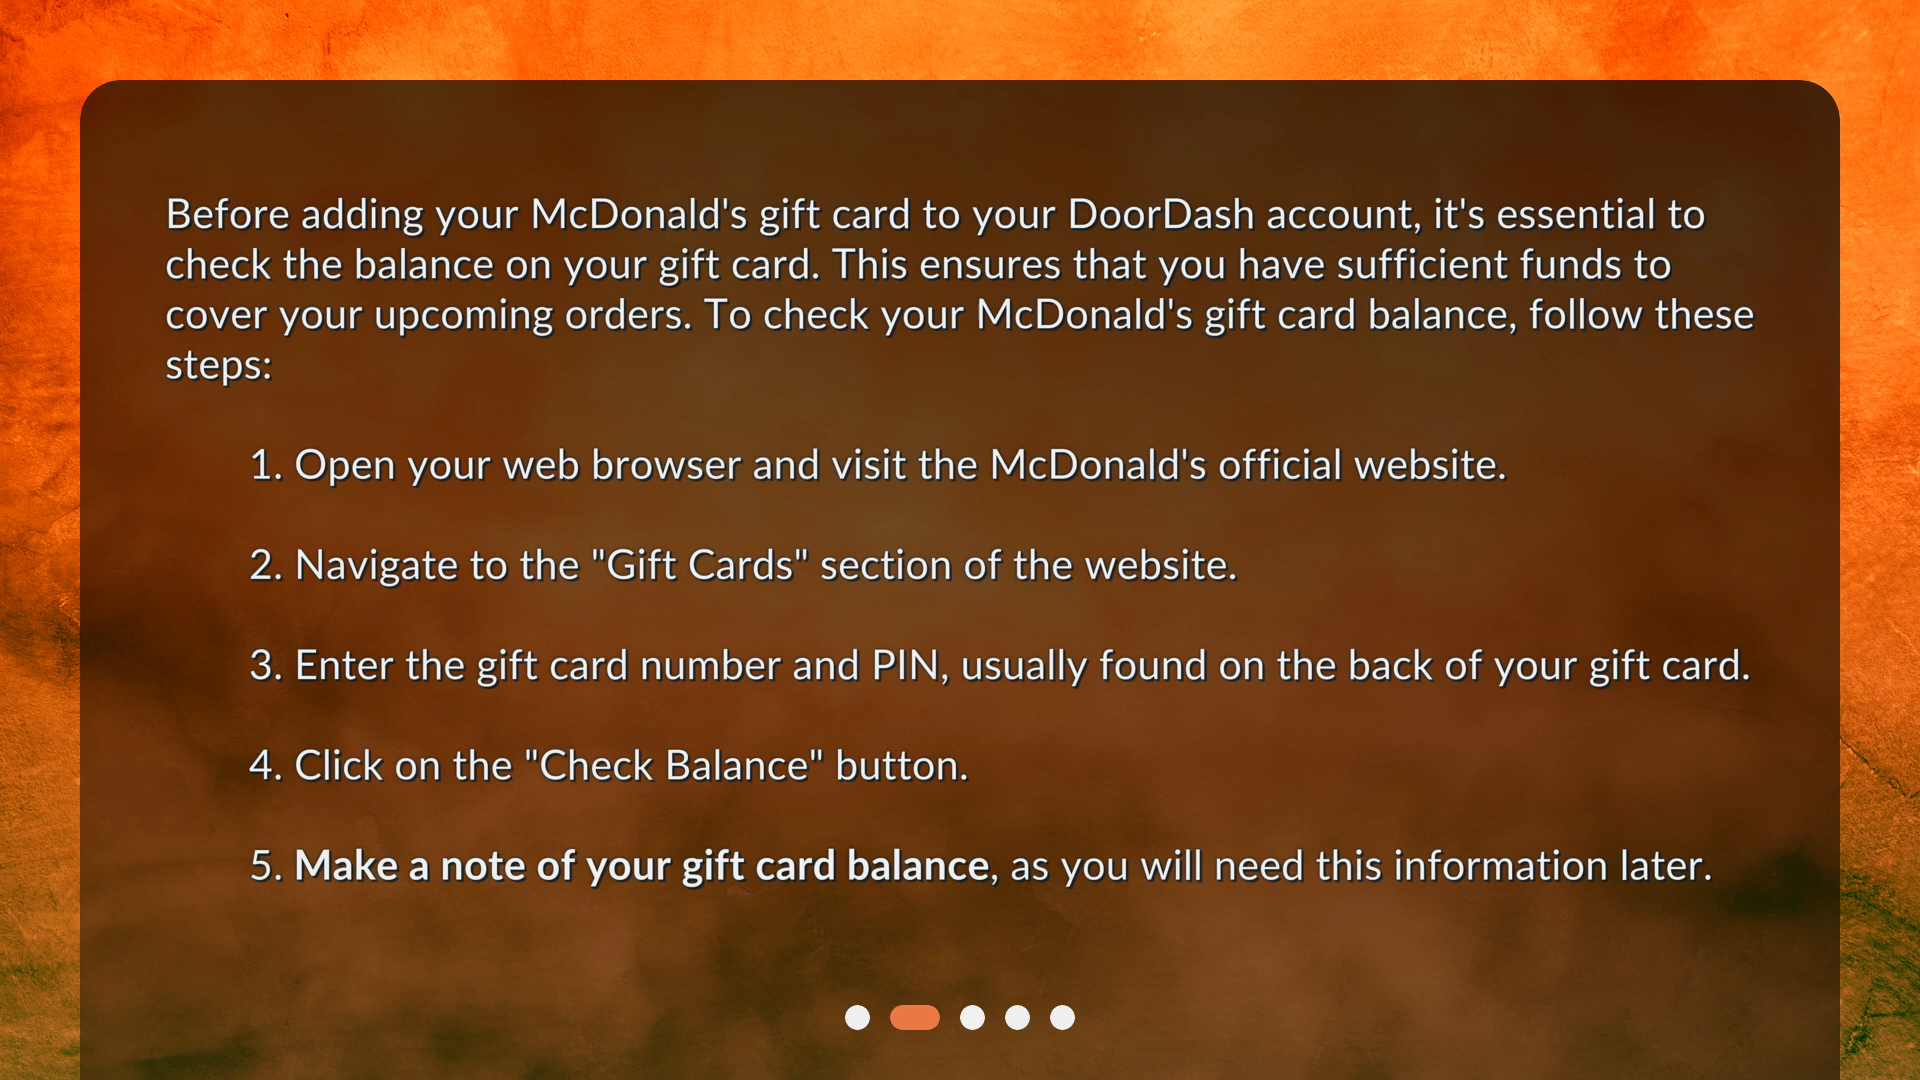 Before adding your McDonald's gift card to your DoorDash account, it's essential to
check the balance on your gift card. This ensures that you have sufficient funds to
cover your upcoming orders. To check your McDonald's gift card balance, follow these
steps:
1. Open your web browser and visit the McDonald's official website.
2. Navigate to the "Gift Cards" section of the website.
3. Enter the gift card number and PIN, usually found on the back of your gift card.
4. Click on the "Check Balance" button.
5. Make a note of your gift card balance, as you will need this information later.